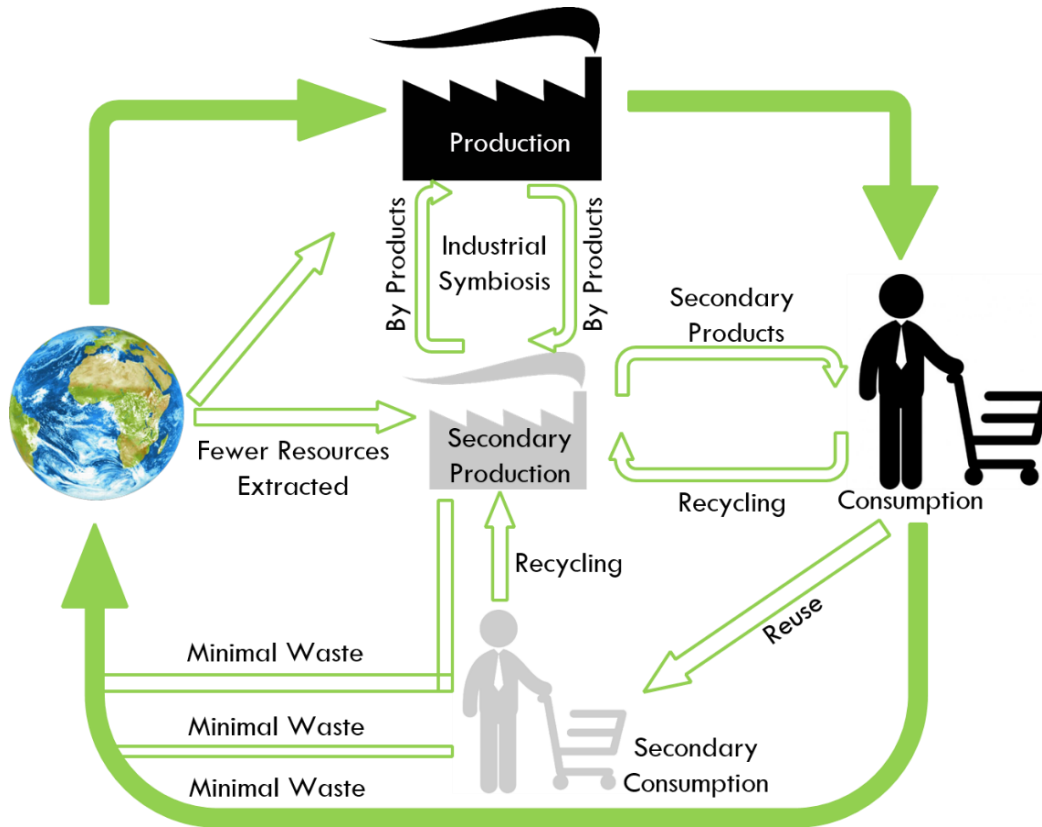 Production
By Products
Industrial
Symbiosis
By Products
Secondary
Products
Fewer Resources
Extracted
Secondary
Production
Recycling
Consumption
Recycling
Reuse
Minimal Waste
Minimal Waste
Minimal Waste
Secondary
Consumption